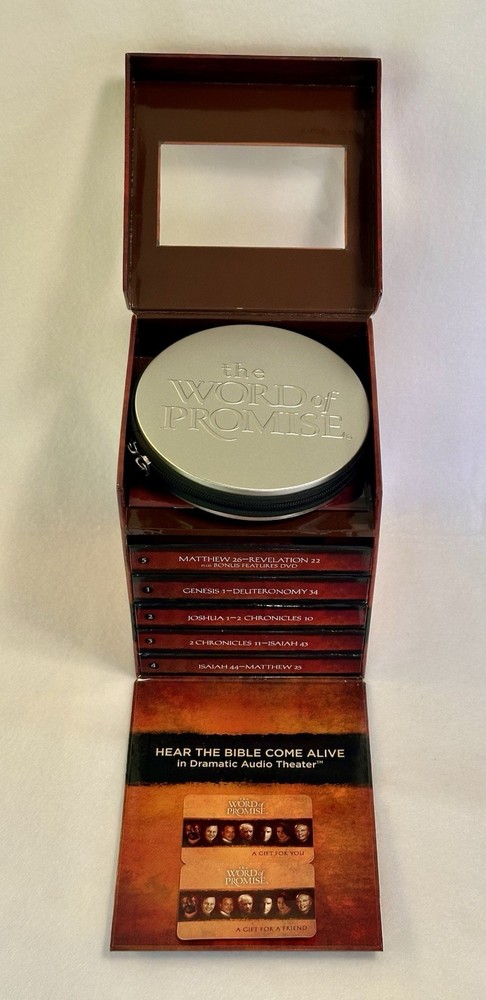 the
WORD of
PROMISE
5
MATTHEW 26–REVELATION 22
PLUS BONUS FEATURES DVD
1
GENESIS 1–DEUTERONOMY 34
2
JOSHUA 1–2 CHRONICLES 10
3
2 CHRONICLES 11–ISAIAH 43
4
ISAIAH 44–MATTHEW 25
HEAR THE BIBLE COME ALIVE
in Dramatic Audio Theater™
the
WORD of
PROMISE
A GIFT FOR YOU
the
WORD of
PROMISE
A GIFT FOR A FRIEND